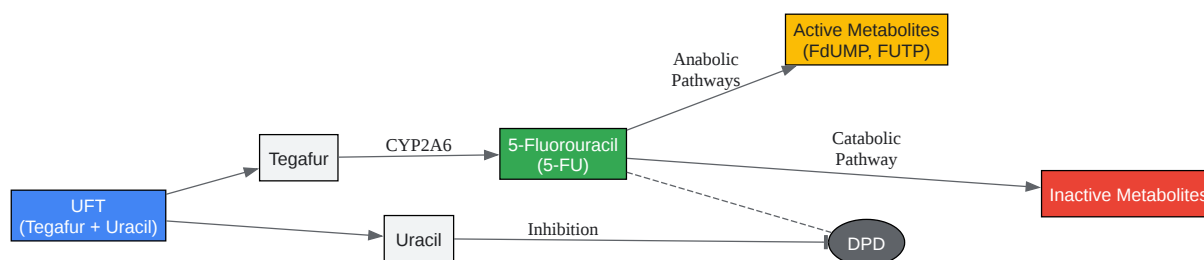 Active Metabolites
(FdUMP, FUTP)
Anabolic
Pathways
CYP2A6
Tegafur
5-Fluorouracil
(5-FU)
Catabolic
Pathway
Inactive Metabolites
UFT
(Tegafur + Uracil)
Uracil
Inhibition
DPD